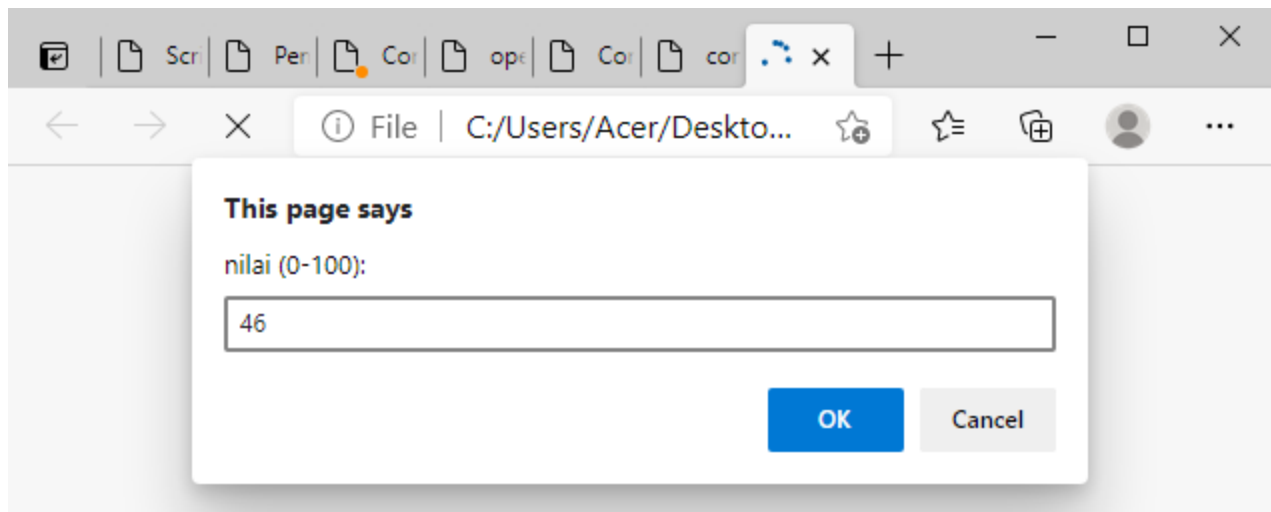 Scr Per Cor ope Cor cor
File C:/Users/Acer/Deskto...
This page says
nilai (0-100):
46
OK Cancel